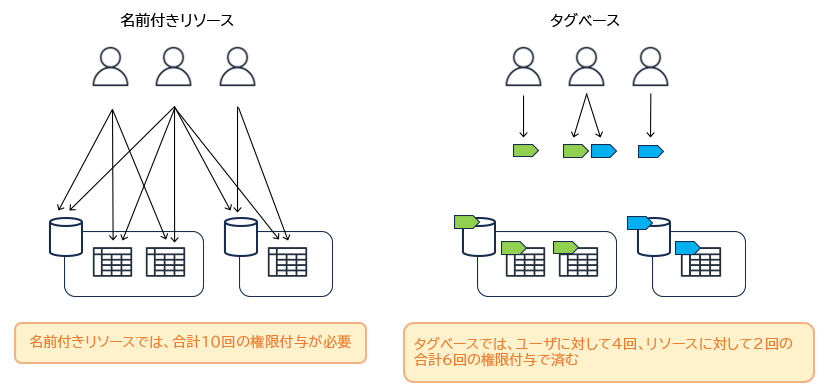 名前付きリソース
タグベース
名前付きリソースでは、合計10回の権限付与が必要
タグベースでは、ユーザに対して4回、リソースに対して2回の
合計6回の権限付与で済む